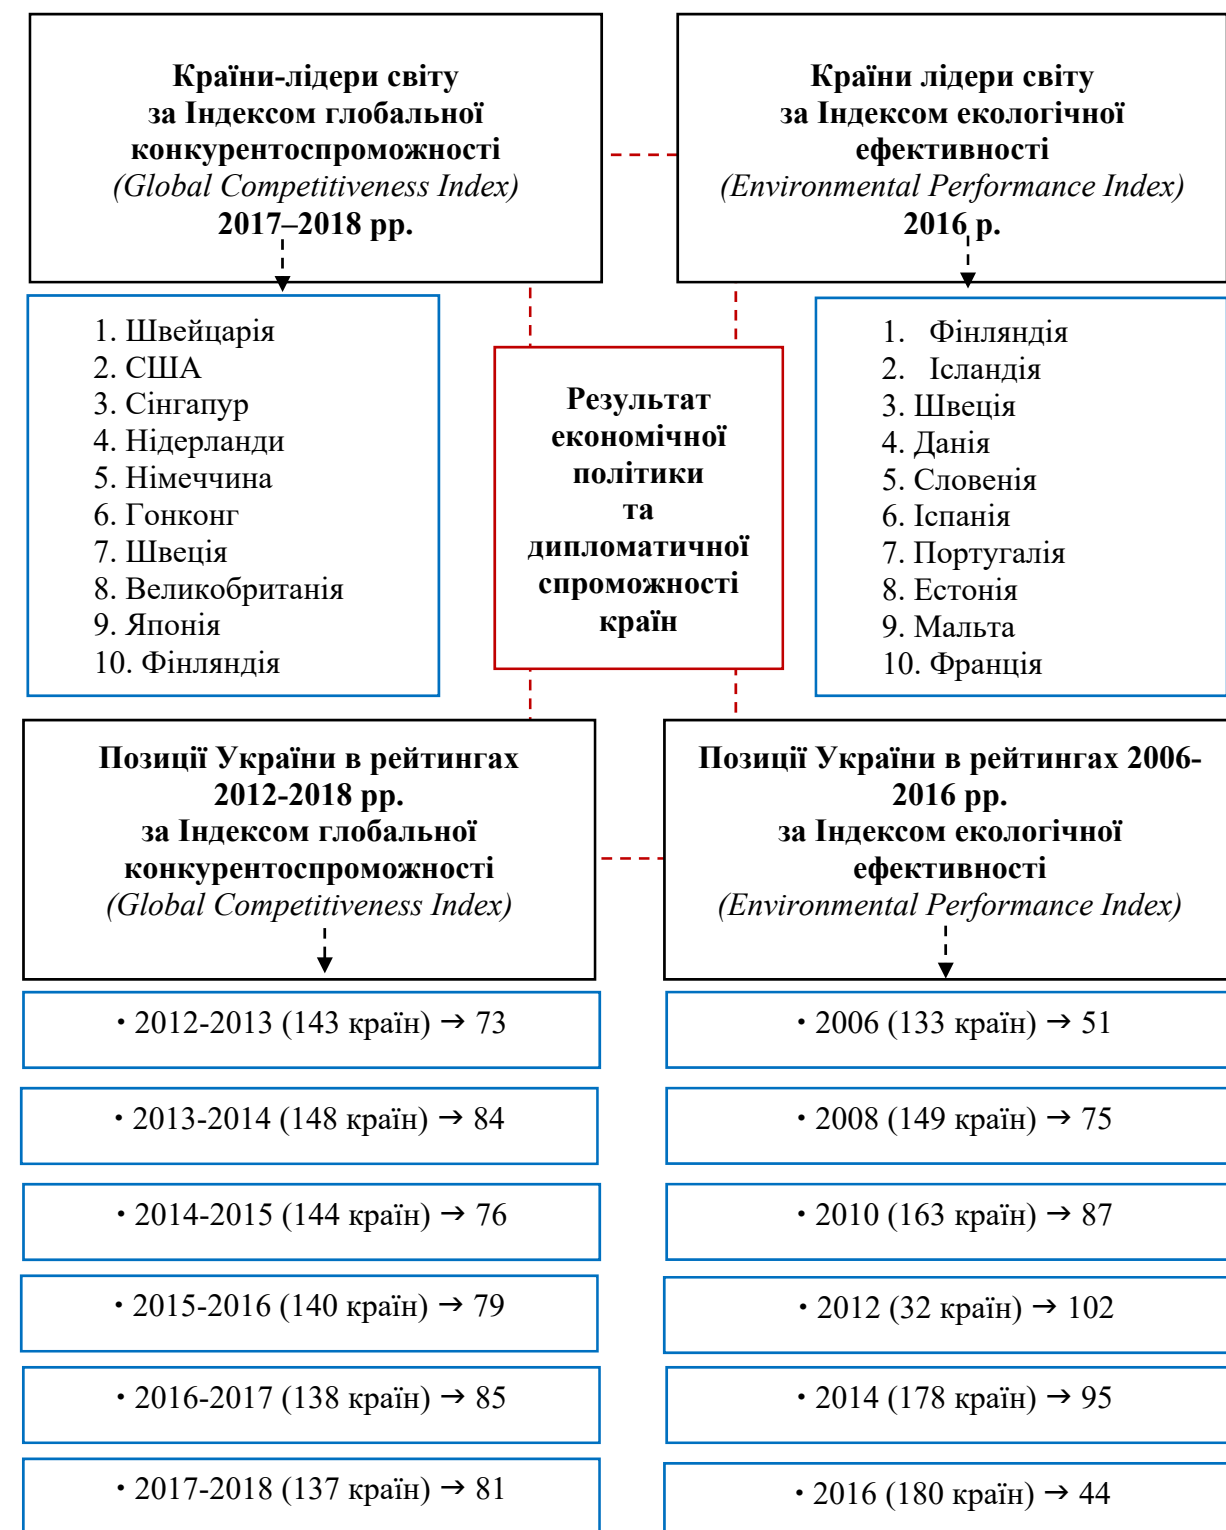 Країни-лідери світу
за Індексом глобальної
конкурентоспроможності
(Global Competitiveness Index)
2017–2018 рр.
Країни лідери світу
за Індексом екологічної
ефективності
(Environmental Performance Index)
2016 р.
1. Швейцарія
2. США
3. Сінгапур
4. Нідерланди
5. Німеччина
6. Гонконг
7. Швеція
8. Великобританія
9. Японія
10. Фінляндія
Результат
економічної
політики
та
дипломатичної
спроможності
країн
1. Фінляндія
2. Ісландія
3. Швеція
4. Данія
5. Словенія
6. Іспанія
7. Португалія
8. Естонія
9. Мальта
10. Франція
Позиції України в рейтингах
2012-2018 рр.
за Індексом глобальної
конкурентоспроможності
(Global Competitiveness Index)
Позиції України в рейтингах 2006-
2016 рр.
за Індексом екологічної
ефективності
(Environmental Performance Index)
· 2012-2013 (143 країн) → 73
· 2013-2014 (148 країн) → 84
· 2014-2015 (144 країн) → 76
· 2015-2016 (140 країн) → 79
· 2016-2017 (138 країн) → 85
· 2017-2018 (137 країн) → 81
· 2006 (133 країн) → 51
· 2008 (149 країн) → 75
· 2010 (163 країн) → 87
· 2012 (32 країн) → 102
· 2014 (178 країн) → 95
· 2016 (180 країн) → 44